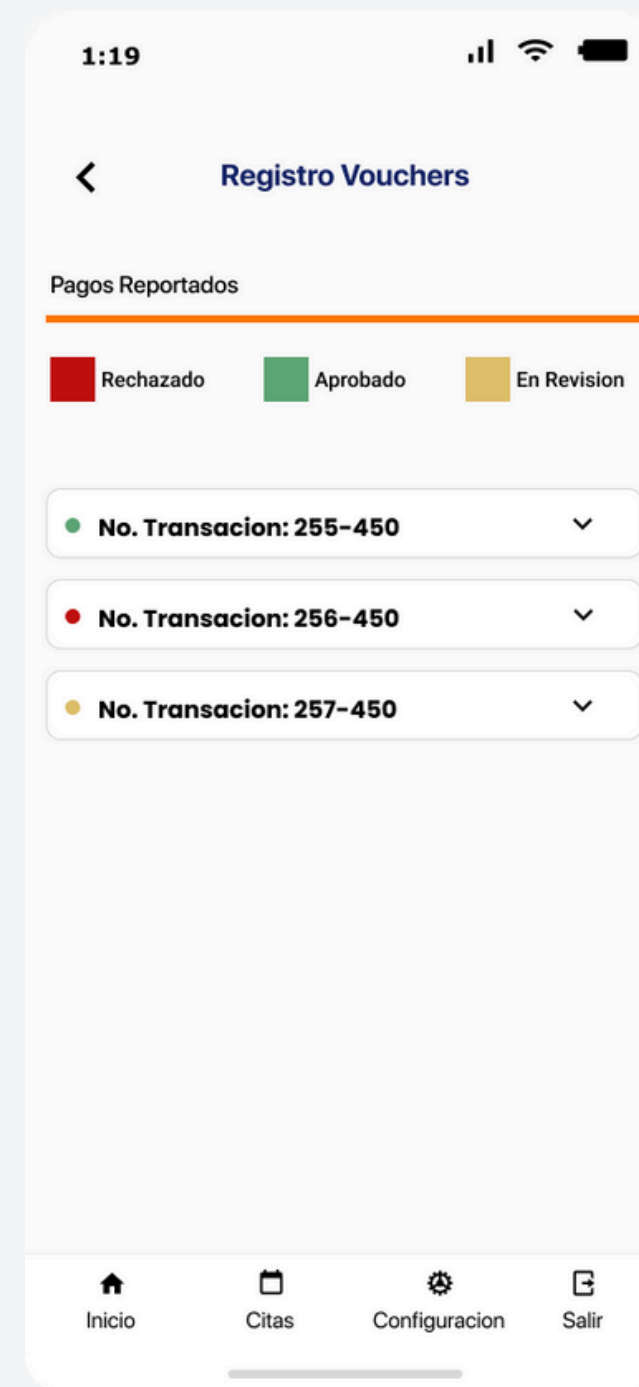 1:19
Registro Vouchers
Pagos Reportados
Rechazado Aprobado En Revision
No. Transacion: 255-450
No. Transacion: 256-450
No. Transacion: 257-450
Inicio Citas Configuracion Salir